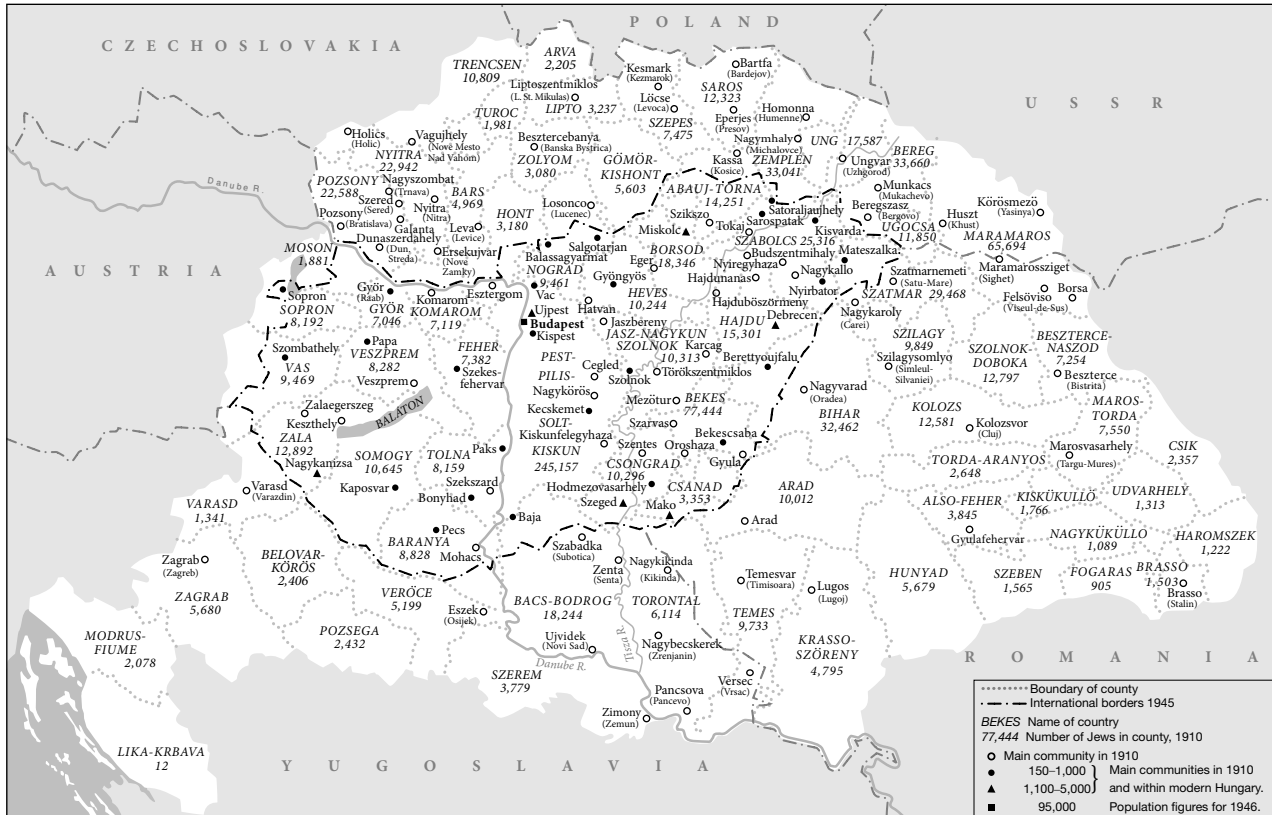 POLAND
CZECHOSLOVAKIA
USSR
AUSTRIA
ROMANIA
YUGOSLAVIA
ARVA
2,205
TRENCSEN
10,809
Liptoszentmiklos
(L. St. Mikulas)
LIPTO 3,237
TUROC
1,981
Kesmark
(Kezmarok)
Löcse
(Levoca)
SZEPES
7,475
Bartfa
(Bardejov)
SAROS
12,323
Eperjes
(Presov)
Homonna
(Humenne)
Nagymhaly
(Michalovce)
UNG 17,587
Kassa
(Kosice)
ZEMPLEN
33,041
Ungvar
(Uzhgorod)
BEREG
33,660
Munkacs
(Mukachevo)
Beregszasz
(Bergovo)
UGOCSA
11,850
Huszt
(Khust)
Körösmezö
(Yasinya)
MARAMAROS
65,694
Maramarossziget
(Sighet)
Holics
(Holic)
Vagujhely
(Nové Mesto
Nad Vahom)
NYITRA
22,942
Besztercebanya
(Banska Bystrica)
ZOLYOM
3,080
GÖMÖR-
KISHONT
5,603
POZSONY
22,588
Nagyszombat
(Trnava)
Szered
(Sered)
Nyitra
(Nitra)
BARS
4,969
Pozsony
(Bratislava)
Galanta
Leva
(Levice)
HONT
3,180
Losonco
(Lucenec)
Dunaszerdahely
(Dun.
Streda)
Ersekujvar
(Nove
Zamky)
Danube R.
MOSON
1,881
ABAUJ-TORNA
14,251
Szikszo
Miskolc
Tokaj
Satoraljaujhely
Sarospatak
Kisvarda
SZABOLCS 25,316
BORSOD
18,346
Eger
Budszentmihaly
Nyiregyhaza
Nagykallo
Mateszalka
Hajdunanas
Nyirbator
Szatmarnemeti
(Satu-Mare)
SZATMAR 29,468
Nagykaroly
(Carei)
Felsöviso
(Viseul-de-Sus)
Borsa
Salgotarjan
Balassagyarmat
NOGRAD
9,461
Gyöngyös
Vac
HEVES
10,244
Hatvan
Hajduböszörmeny
HAJDU
15,301
Debrecen
Sopron
SOPRON
8,192
Györ
(Raab)
GYÖR
7,046
Komarom
KOMAROM
7,119
Esztergom
Ujpest
Budapest
Kispest
Jaszbereny
JASZ-NAGYKUN
SZOLNOK
10,313
Karcag
Berettyoujfalu
SZILAGY
9,849
Szilagysomlyo
(Simleul-
Silvaniei)
SZOLNOK-
DOBOKA
12,797
BESZTERCE-
NASZOD
7,254
Beszterce
(Bistrita)
Szombathely
VAS
9,469
Papa
VESZPREM
8,282
Veszprem
FEHER
7,382
Szekes-
fehervar
PEST-
PILIS-
Cegled
Szolnok
Törökszentmiklos
Nagykörös
Kecskemet
SOLT-
Kiskunfelegyhaza
KISKUN
245,157
Mezötur
BEKES
77,444
Szarvas
Nagyvarad
(Oradea)
BIHAR
32,462
KOLOZS
12,581
Kolozsvor
(Cluj)
MAROS-
TORDA
7,550
Marosvasarhely
(Targu-Mures)
CSIK
2,357
Zalaegerszeg
Keszthely
BALATON
ZALA
12,892
Nagykanizsa
SOMOGY
10,645
Kaposvar
TOLNA
8,159
Paks
Bonyhad
Szekszard
Szentes
CSONGRAD
10,296
Oroshaza
Bekescsaba
Gyula
Hodmezovasarhely
CSANAD
3,353
Szeged
Mako
TORDA-ARANYOS
2,648
ALSO-FEHER
3,845
Gyulafehervar
KISKÜKÜLLÖ
1,766
UDVARHELY
1,313
NAGYKÜKÜLLO
1,089
HAROMSZEK
1,222
Varasd
(Varazdin)
VARASD
1,341
Pecs
BARANYA
8,828
Mohacs
Baja
ARAD
10,012
Arad
Szabadka
(Subotica)
Zenta
(Senta)
Nagykikinda
(Kikinda)
Temesvar
(Timisoara)
Lugos
(Lugoj)
HUNYAD
5,679
SZEBEN
1,565
FOGARAS
905
BRASSO
1,503
Brasso
(Stalin)
Zagrab
(Zagreb)
ZAGRAB
5,680
BELOVAR-
KÖRÖS
2,406
VERÖCE
5,199
Eszek
(Osijek)
BACS-BODROG
18,244
TORONTAL
6,114
TEMES
9,733
KRASSO-
SZÖRENY
4,795
MODRUS-
FIUME
2,078
POZSEGA
2,432
Ujvidek
(Novi Sad)
Tisza R.
Nagybecskerek
(Zrenjanin)
Danube R.
SZEREM
3,779
Versec
(Vrsac)
Pancsova
(Pancevo)
Zimony
(Zemun)
LIKA-KRBAVA
12
Boundary of county
International borders 1945
BEKES Name of country
77,444 Number of Jews in county, 1910
Main community in 1910
150–1,000 } Main communities in 1910
1,100–5,000 and within modern Hungary.
95,000 Population figures for 1946.